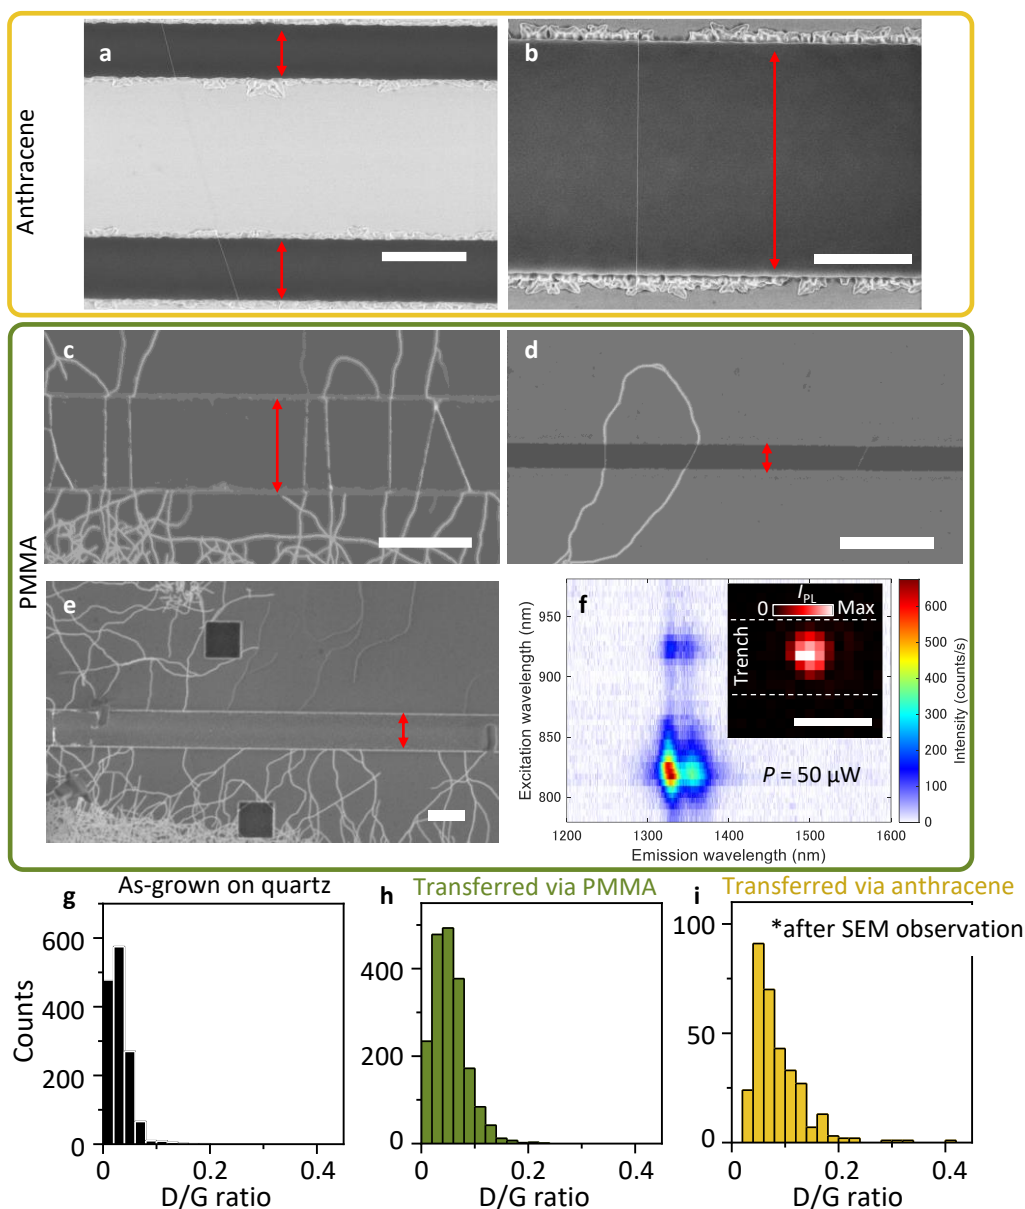 Anthracene
a
b
PMMA
c
d
e
f
Excitation wavelength (nm)
950
900
850
800
1200
1300
1400
1500
1600
Emission wavelength (nm)
I_PL
0
Max
Trench
P = 50 μW
600
500
400
300
200
100
0
Intensity (counts/s)
g
As-grown on quartz
Counts
600
400
200
0
0
0.2
0.4
D/G ratio
h
Transferred via PMMA
400
200
0
0
0.2
0.4
D/G ratio
i
Transferred via anthracene
*after SEM observation
100
50
0
0
0.2
0.4
D/G ratio